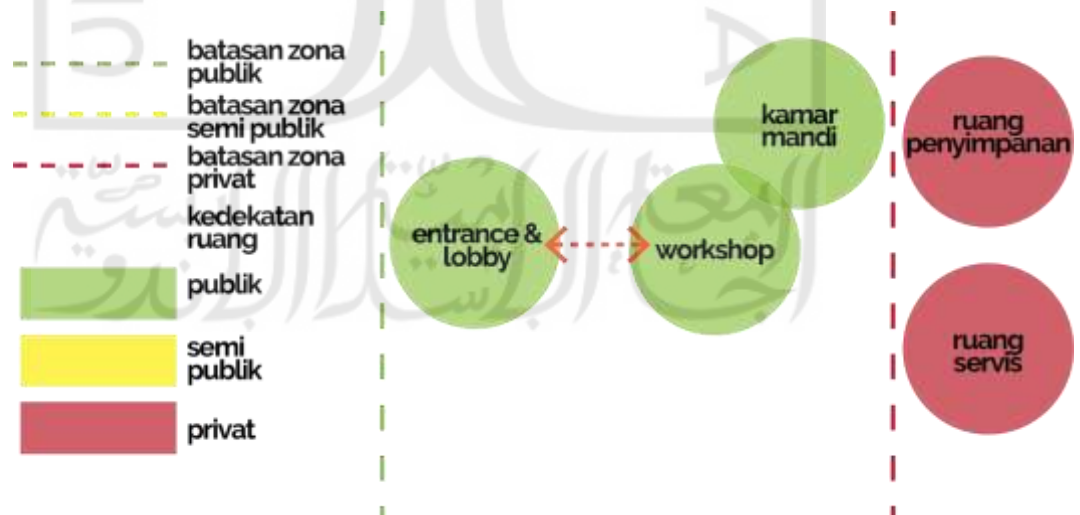 batasan zona
publik
batasan zona
semi publik
batasan zona
privat
kedekatan
ruang
publik
semi
publik
privat
entrance &
lobby
workshop
kamar
mandi
ruang
penyimpanan
ruang
servis